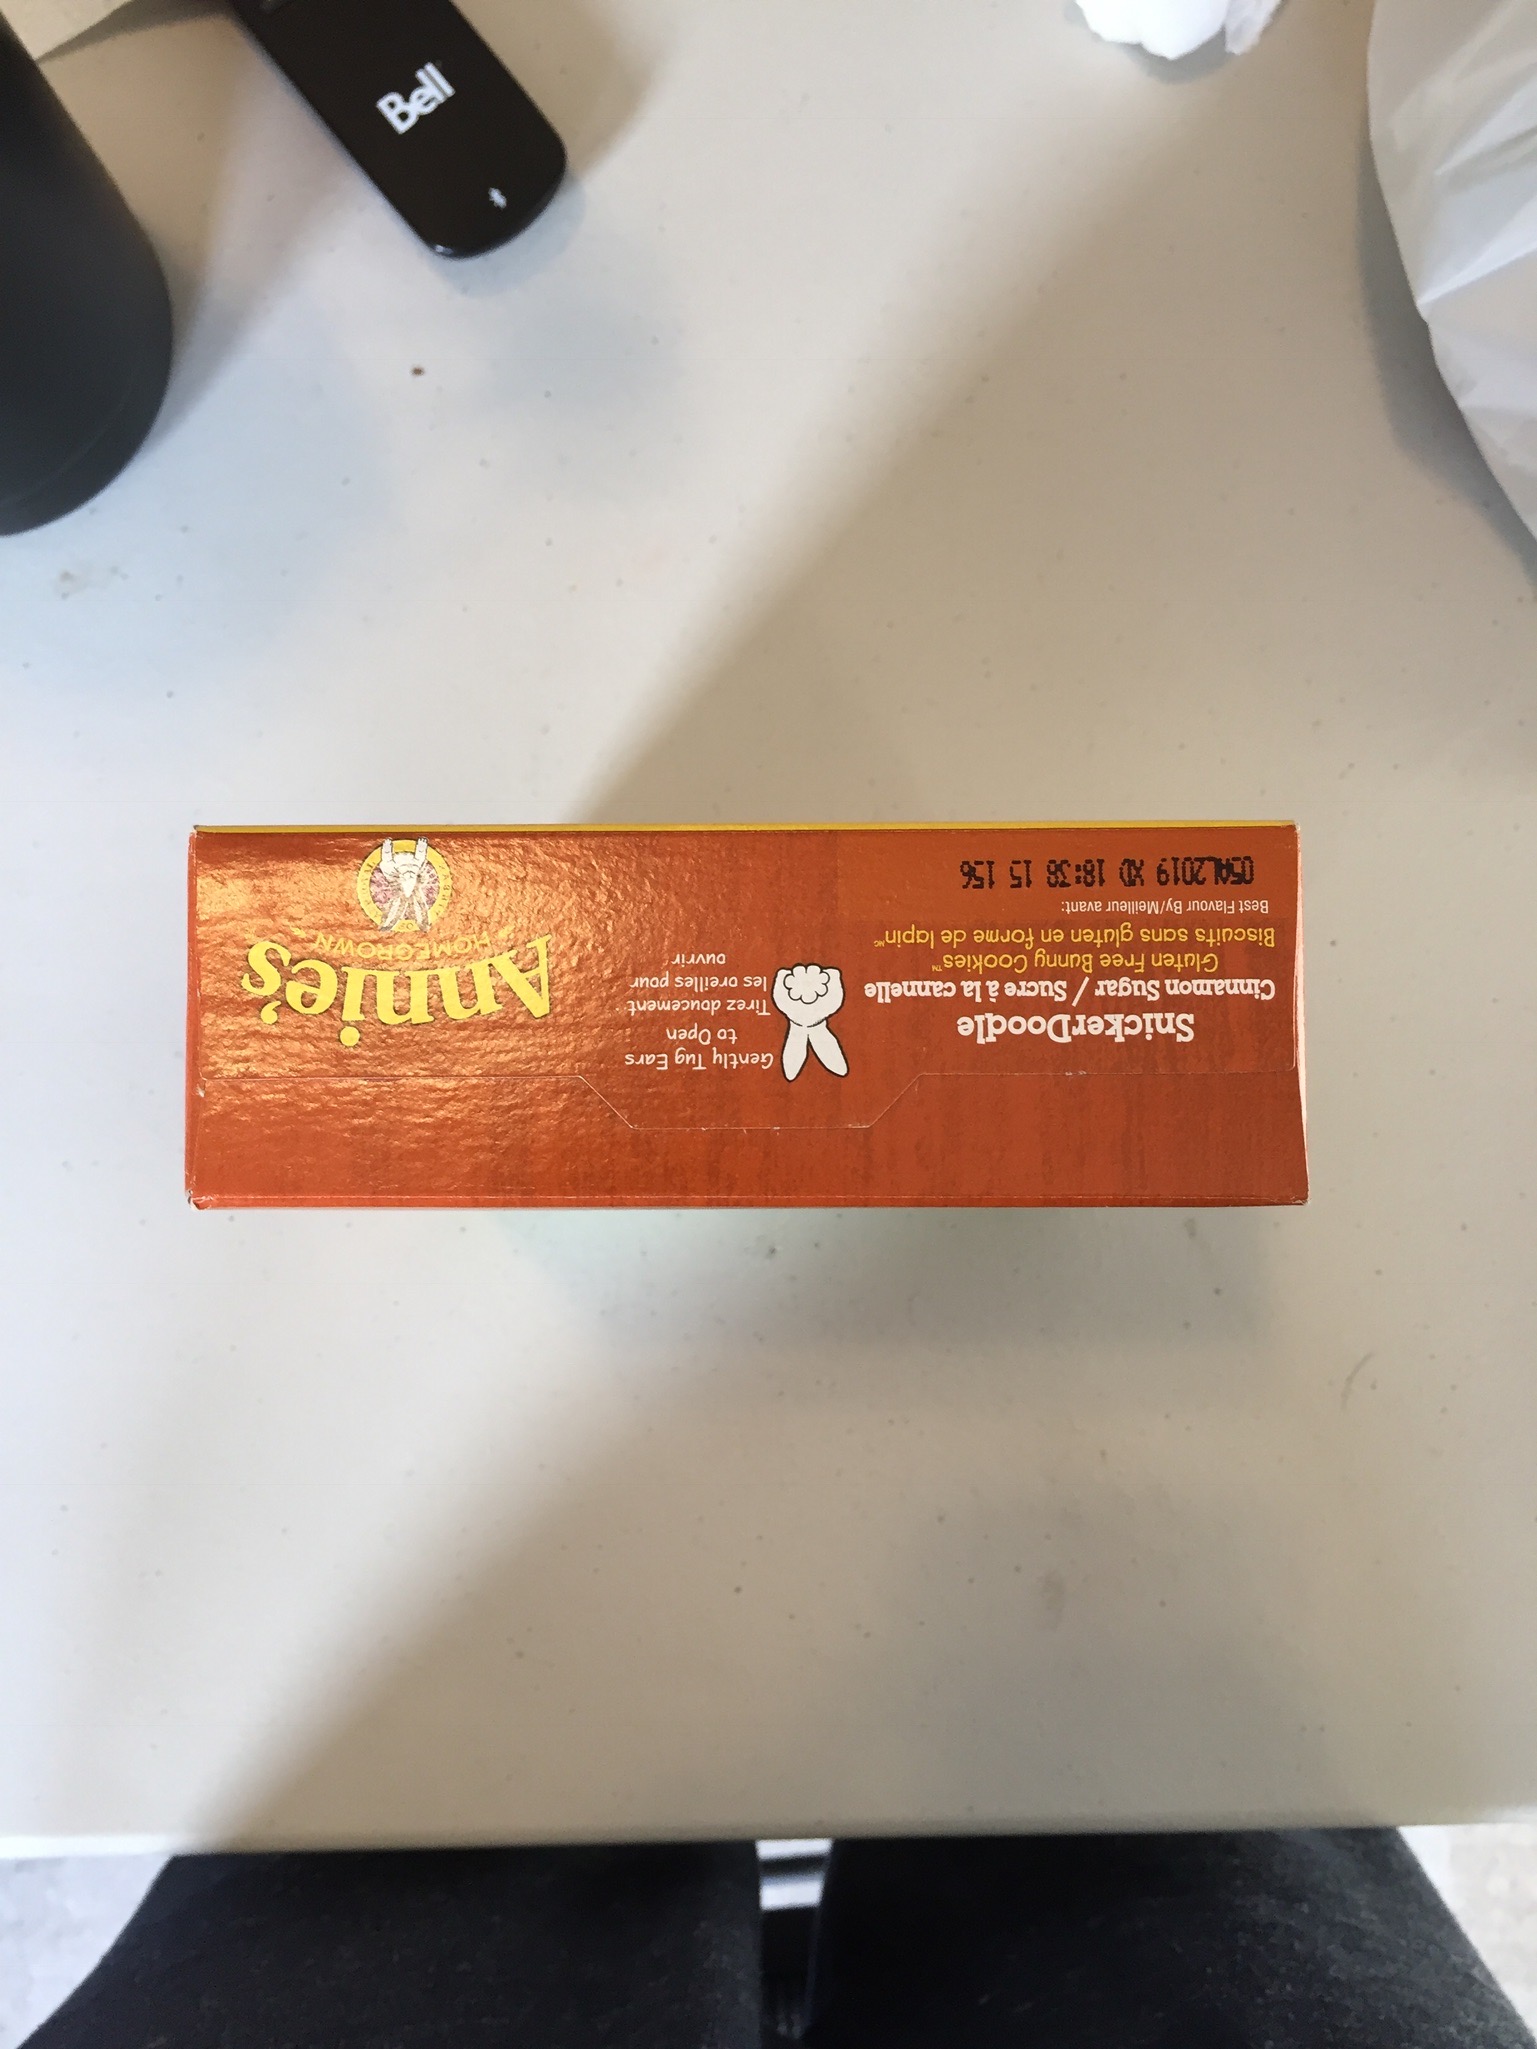 Bell
SnickerDoodle
Cinnamon Sugar / Sucre à la cannelle
Gluten Free Bunny Cookies™
Biscuits sans gluten en forme de lapin MC
Best Flavour By/Meilleur avant:
05AL2019 XD 18:38 15 156
Gently Tug Ears
to Open
Tirez doucement
les oreilles pour
ouvrir
Annie's
HOMEGROWN